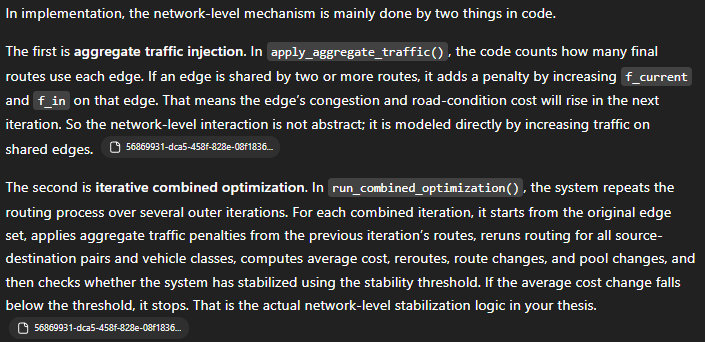 In implementation, the network-level mechanism is mainly done by two things in code.
The first is aggregate traffic injection. In apply_aggregate_traffic(), the code counts how many final
routes use each edge. If an edge is shared by two or more routes, it adds a penalty by increasing f_current
and f_in on that edge. That means the edge's congestion and road-condition cost will rise in the next
iteration. So the network-level interaction is not abstract; it is modeled directly by increasing traffic on
shared edges. 56869931-dca5-458f-828e-08f1836...
The second is iterative combined optimization. In run_combined_optimization(), the system repeats the
routing process over several outer iterations. For each combined iteration, it starts from the original edge
set, applies aggregate traffic penalties from the previous iteration's routes, reruns routing for all source-
destination pairs and vehicle classes, computes average cost, reroutes, route changes, and pool changes, and
then checks whether the system has stabilized using the stability threshold. If the average cost change falls
below the threshold, it stops. That is the actual network-level stabilization logic in your thesis.
56869931-dca5-458f-828e-08f1836...